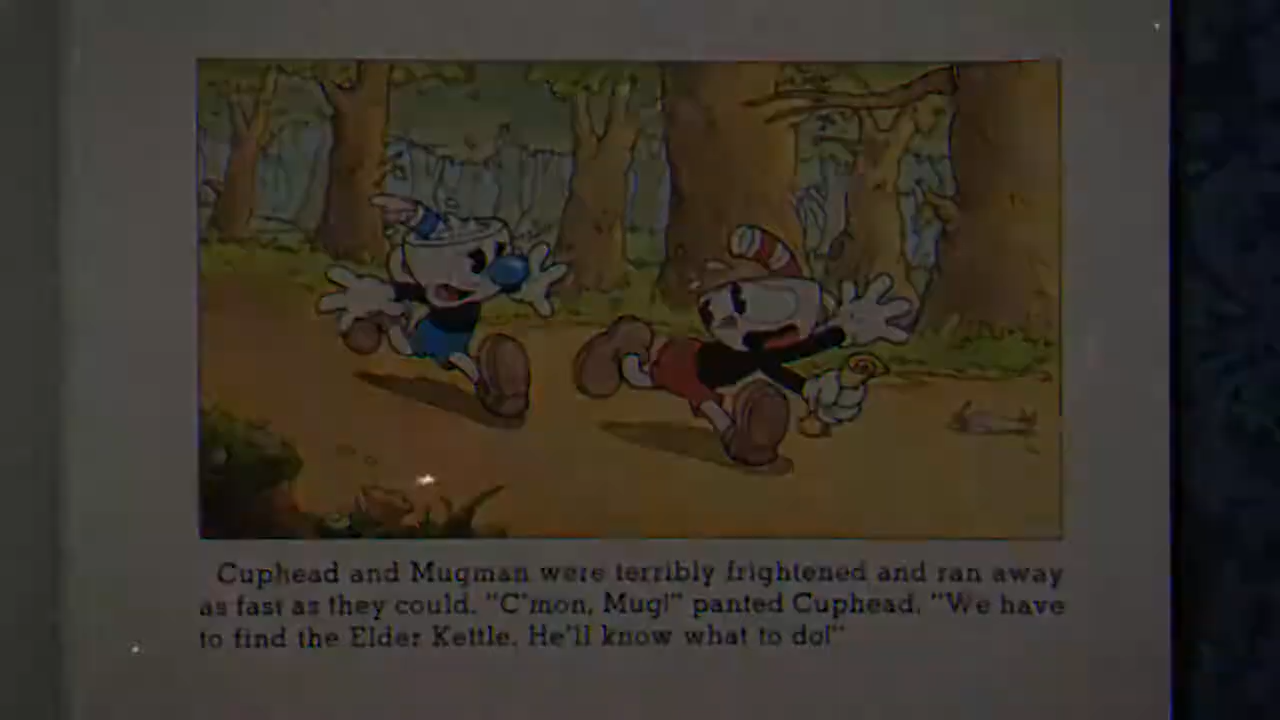 Cuphead and Mugman were terribly frightened and ran away
as fast as they could. "C'mon, Mug!" panted Cuphead. "We have
to find the Elder Kettle. He'll know what to do!"